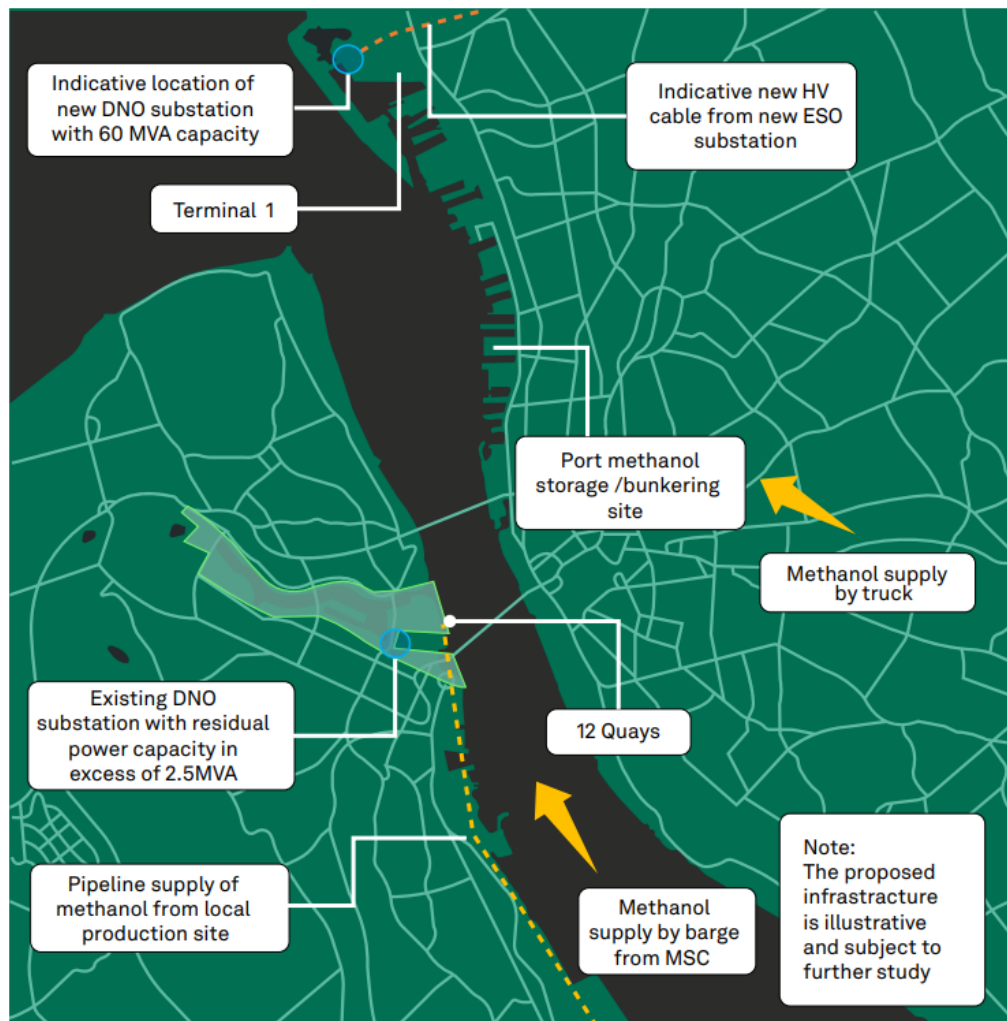 Indicative location of
new DNO substation
with 60 MVA capacity
Indicative new HV
cable from new ESO
substation
Terminal 1
Port methanol
storage /bunkering
site
Methanol supply
by truck
Existing DNO
substation with residual
power capacity in
excess of 2.5MVA
12 Quays
Pipeline supply of
methanol from local
production site
Methanol
supply by barge
from MSC
Note:
The proposed
infrastracture
is illustrative
and subject to
further study